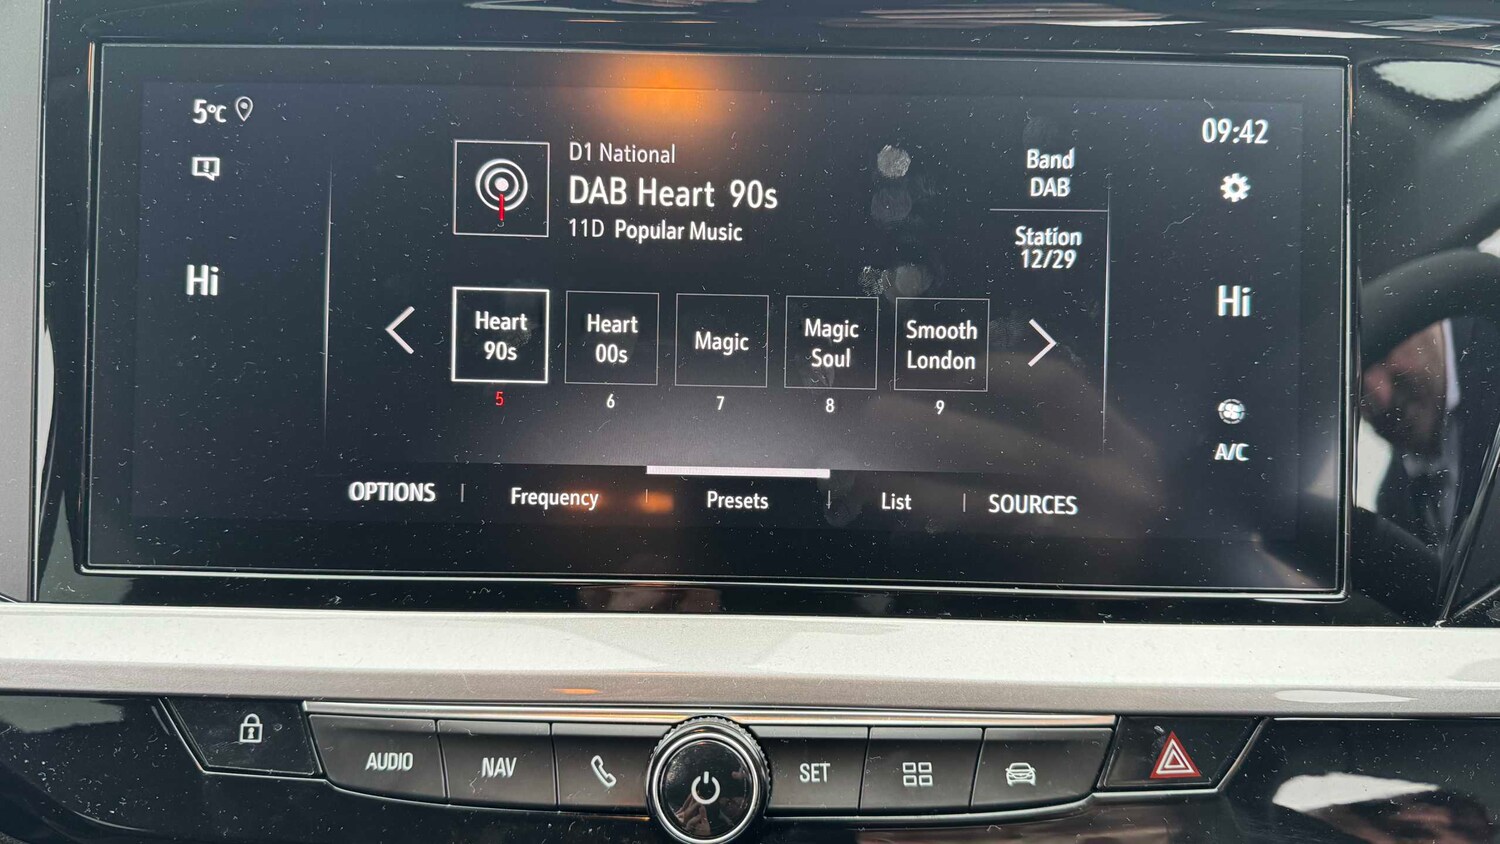 5°C
09:42
D1 National
DAB Heart 90s
11D Popular Music
Band
DAB
Station
12/29
Hi
Hi
Heart
90s
Heart
00s
Magic
Magic
Soul
Smooth
London
5
6
7
8
9
A/C
OPTIONS
Frequency
Presets
List
SOURCES
AUDIO
NAV
SET